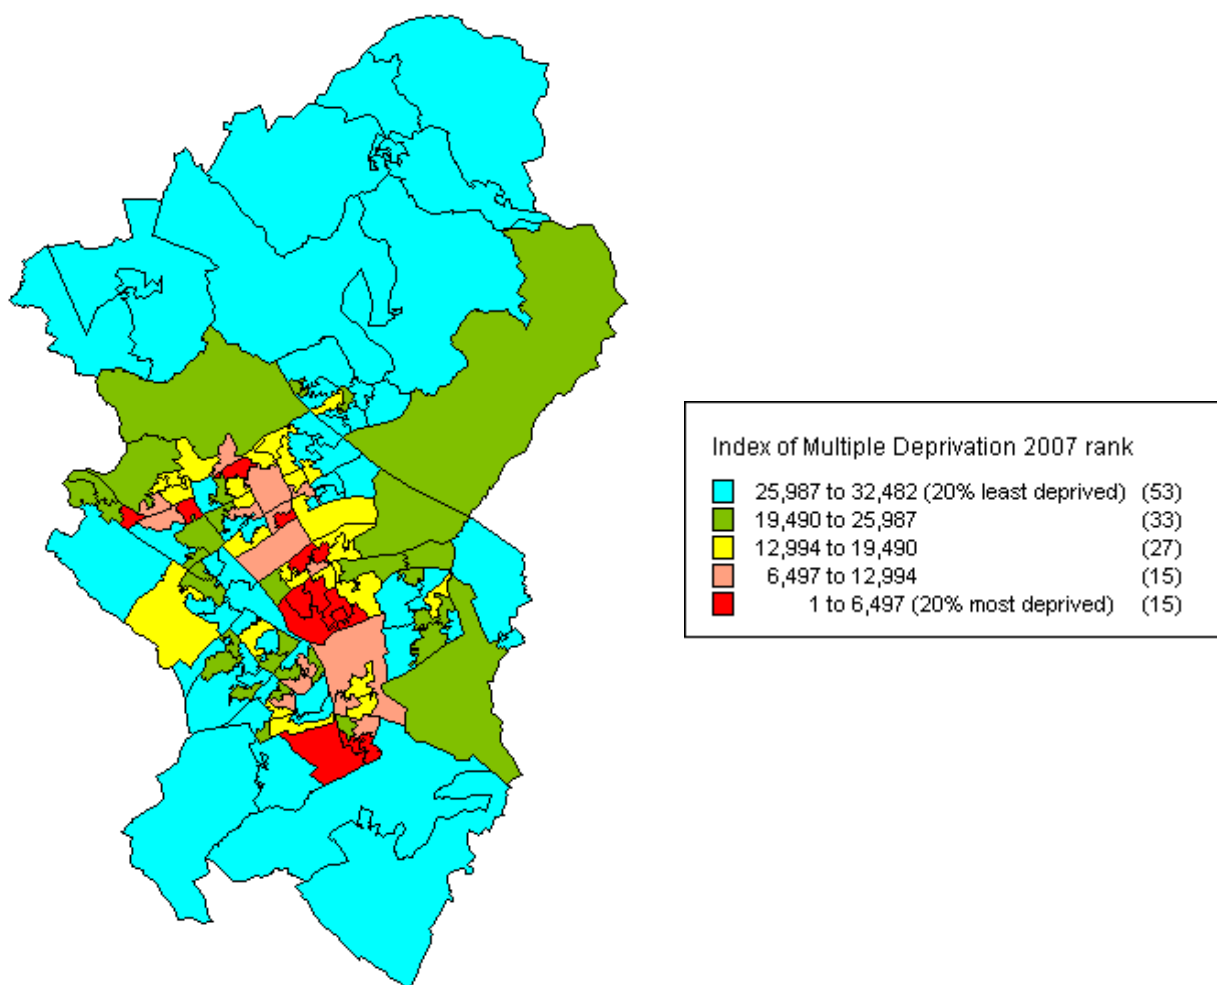 Index of Multiple Deprivation 2007 rank
25,987 to 32,482 (20% least deprived) (53)
19,490 to 25,987 (33)
12,994 to 19,490 (27)
6,497 to 12,994 (15)
1 to 6,497 (20% most deprived) (15)